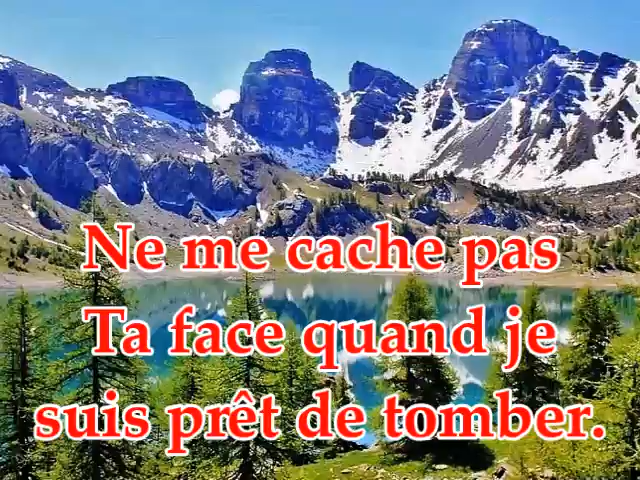 Ne me cache pas
Ta face quand je
suis prêt de tomber.